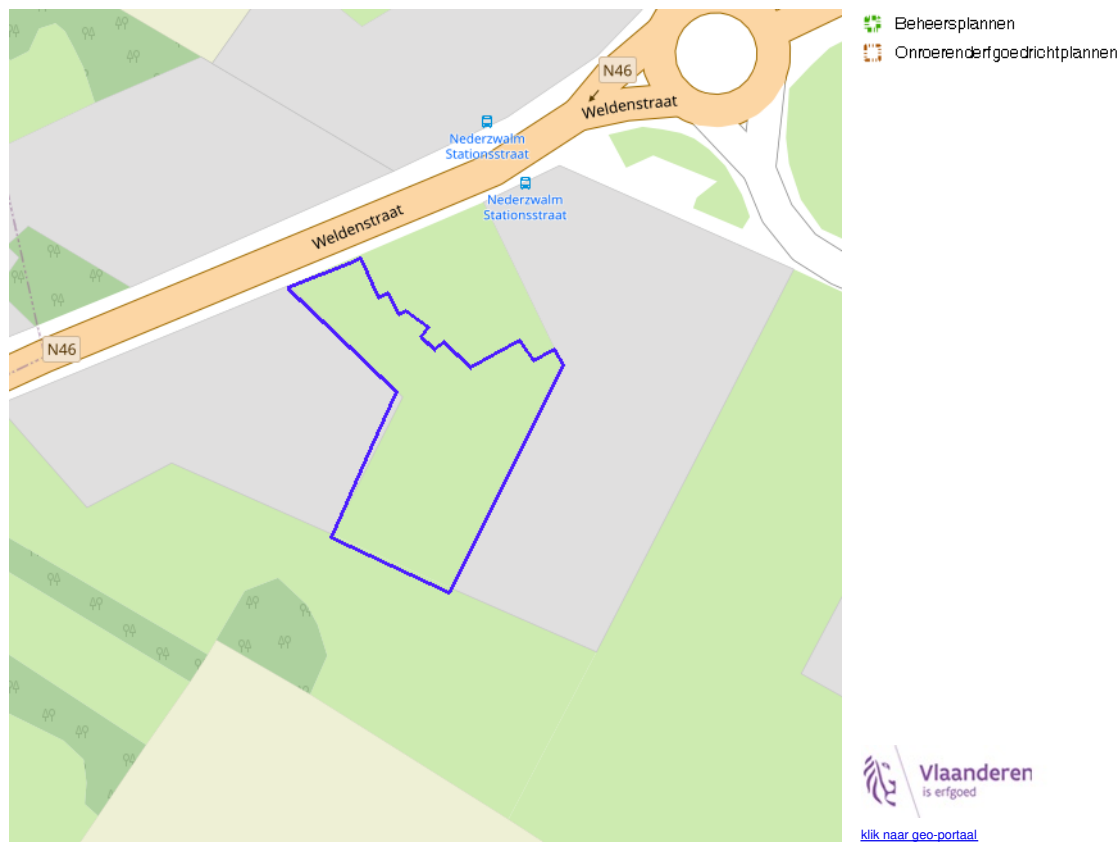 N46
Weldenstraat
Nederzwalm
Stationsstraat
Nederzwalm
Stationsstraat
Weldenstraat
N46
Beheersplannen
Onroerenderfgoedrichtplannen
Vlaanderen
is erfgoed
klik naar geo-portaal